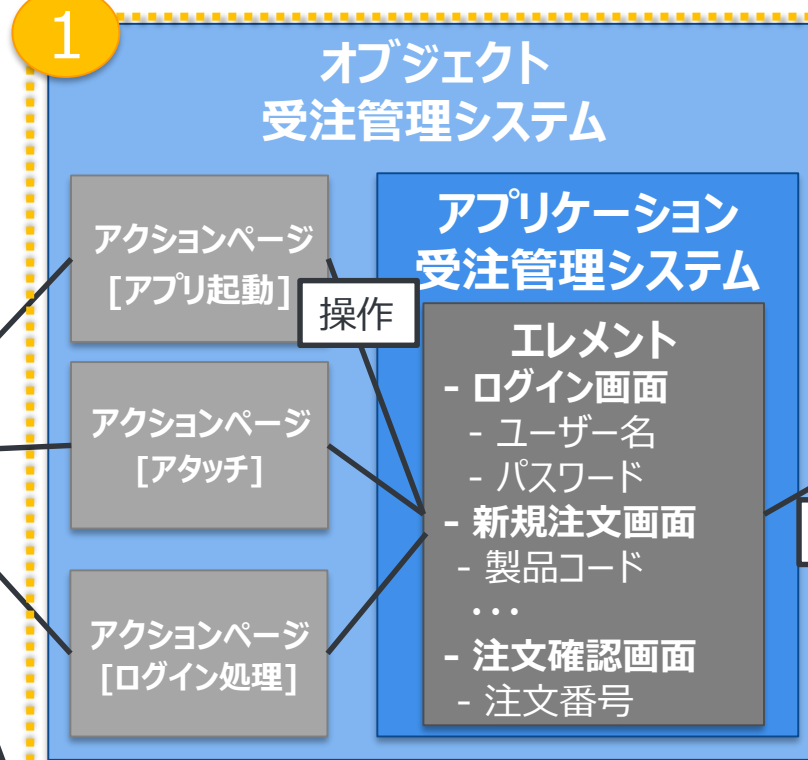 1
オブジェクト
受注管理システム
アクションページ
[アプリ起動]
操作
アクションページ
[アタッチ]
アクションページ
[ログイン処理]
アプリケーション
受注管理システム
エレメント
- ログイン画面
- ユーザー名
- パスワード
- 新規注文画面
- 製品コード
・・・
- 注文確認画面
- 注文番号